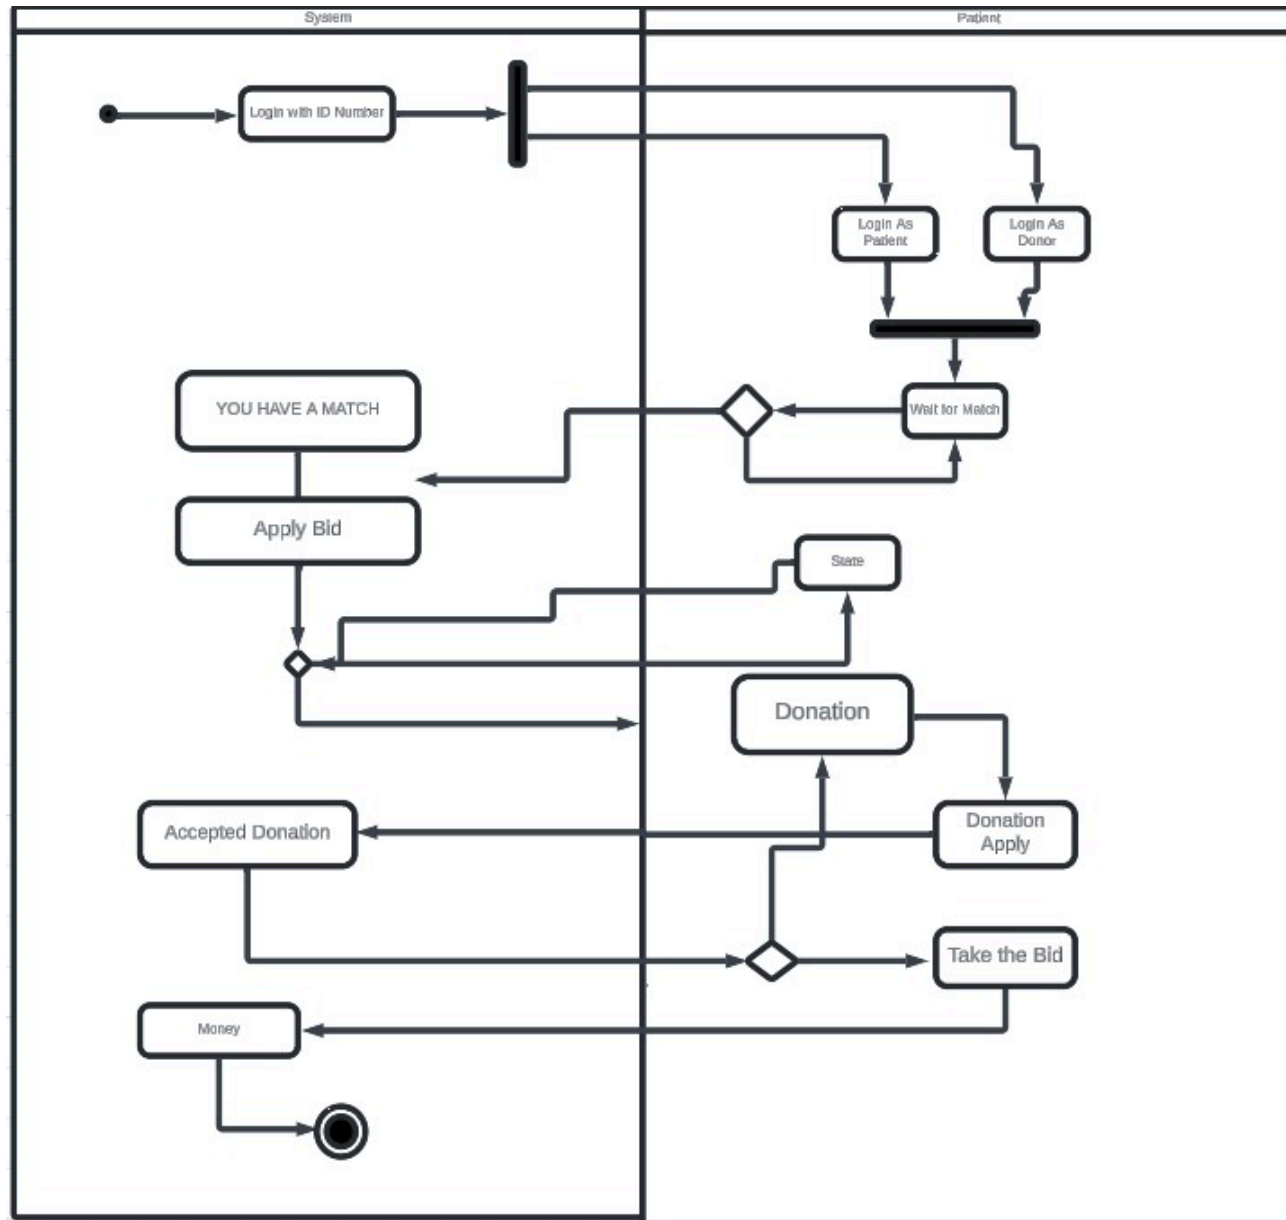 System
Patient
Login with ID Number
Login As
Patient
Login As
Donor
YOU HAVE A MATCH
Wait for Match
Apply Bid
State
Donation
Accepted Donation
Donation
Apply
Take the Bid
Money